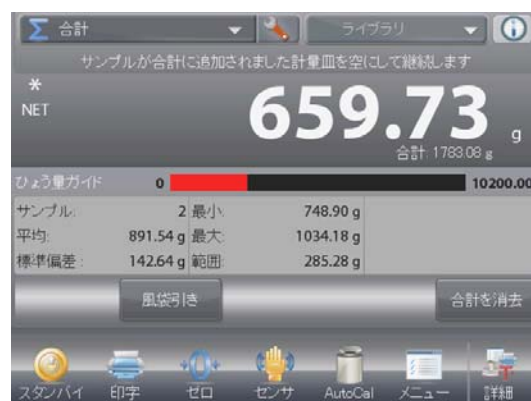 Σ 合計 ライブラリ
サンプルが合計に追加されました計量皿を空にして継続します
*
NET
659.73 g
合計: 1783.08 g
ひょう量ガイド 0 10200.00
サンプル: 2 最小: 748.90 g
平均: 891.54 g 最大: 1034.18 g
標準偏差: 142.64 g 範囲: 285.28 g
風袋引き 合計を消去
スタンバイ 印字 →0← ゼロ センサ AutoCal メニュー 詳細